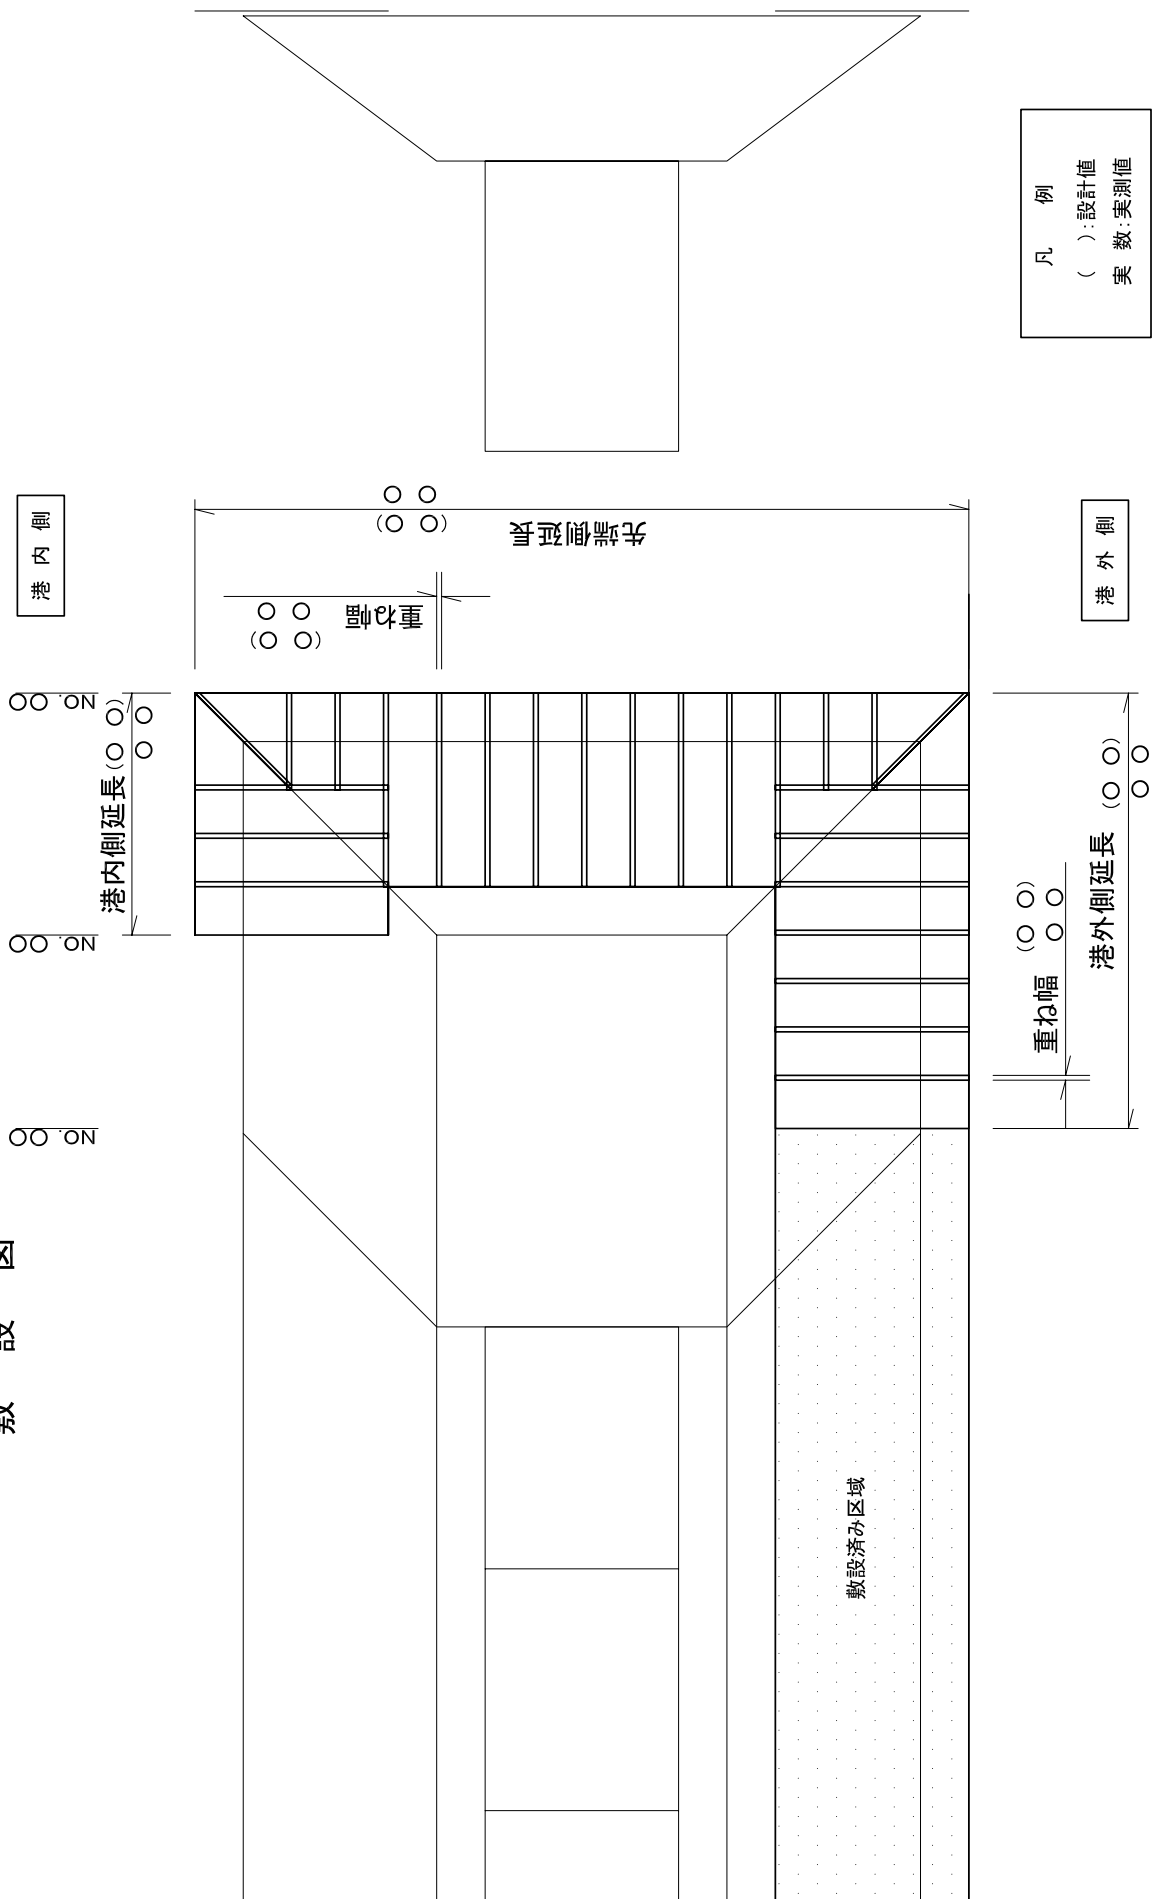 敷設図
港内側
NO. ○○
NO. ○○
NO. ○○
港内側延長
(○○)
○○
重ね幅
(○○)
○○
先端側延長
(○○)
○○
敷設済み区域
重ね幅
(○○)
○○
港外側延長
(○○)
○○
港外側
凡例
( ):設計値
実数:実測値